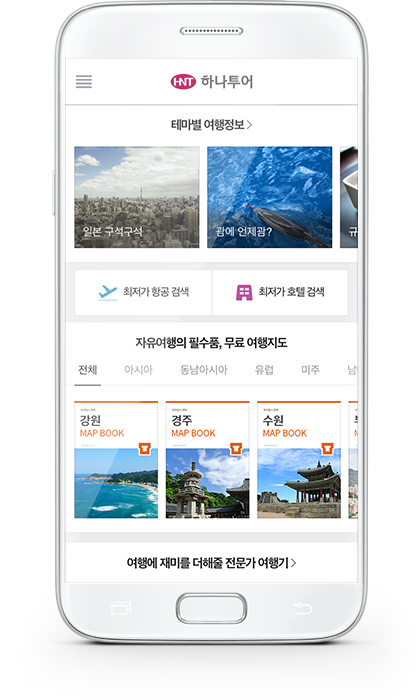 HNT 하나투어
테마별 여행정보 >
일본 구석구석
괌에 언제괌?
규
최저가 항공 검색
최저가 호텔 검색
자유여행의 필수품, 무료 여행지도
전체 아시아 동남아시아 유럽 미주 남
강원
MAP BOOK
경주
MAP BOOK
수원
MAP BOOK
여행에 재미를 더해줄 전문가 여행기 >